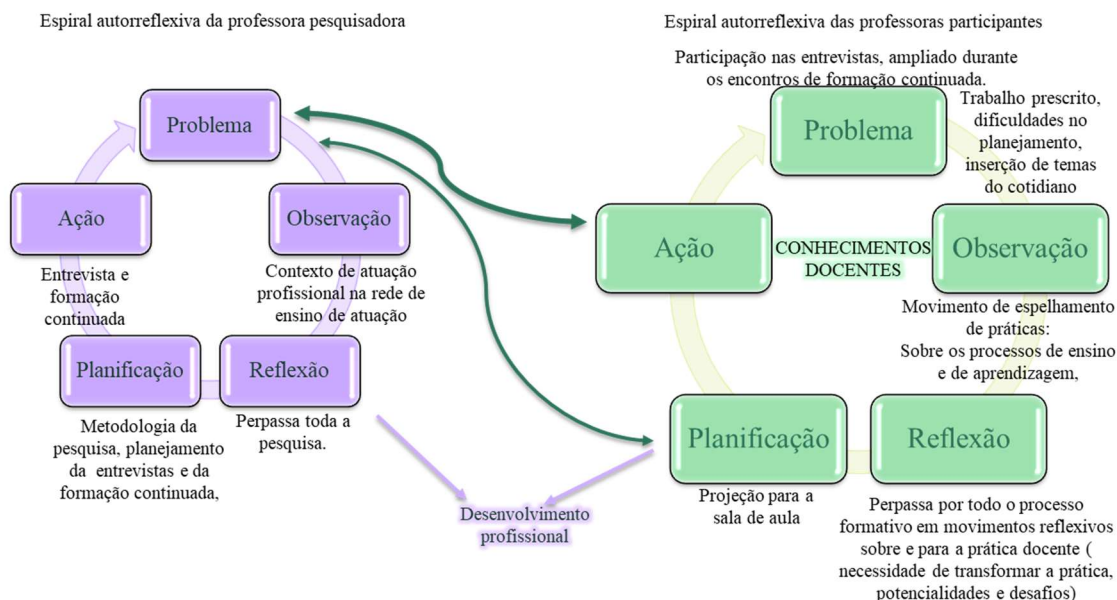 Espiral autorreflexiva da professora pesquisadora
Problema
Observação
Contexto de atuação
profissional na rede de
ensino de atuação
Reflexão
Perpassa toda a
pesquisa.
Planificação
Metodologia da
pesquisa, planejamento
da entrevistas e da
formação continuada,
Ação
Entrevista e
formação
continuada
Desenvolvimento
profissional
Espiral autorreflexiva das professoras participantes
Participação nas entrevistas, ampliado durante
os encontros de formação continuada.
Problema
Trabalho prescrito,
dificuldades no
planejamento,
inserção de temas
do cotidiano
Observação
Movimento de espelhamento
de práticas:
Sobre os processos de ensino
e de aprendizagem,
Reflexão
Perpassa por todo o processo
formativo em movimentos reflexivos
sobre e para a prática docente (
necessidade de transformar a prática,
potencialidades e desafios)
Planificação
Projeção para a
sala de aula
Ação
CONHECIMENTOS
DOCENTES